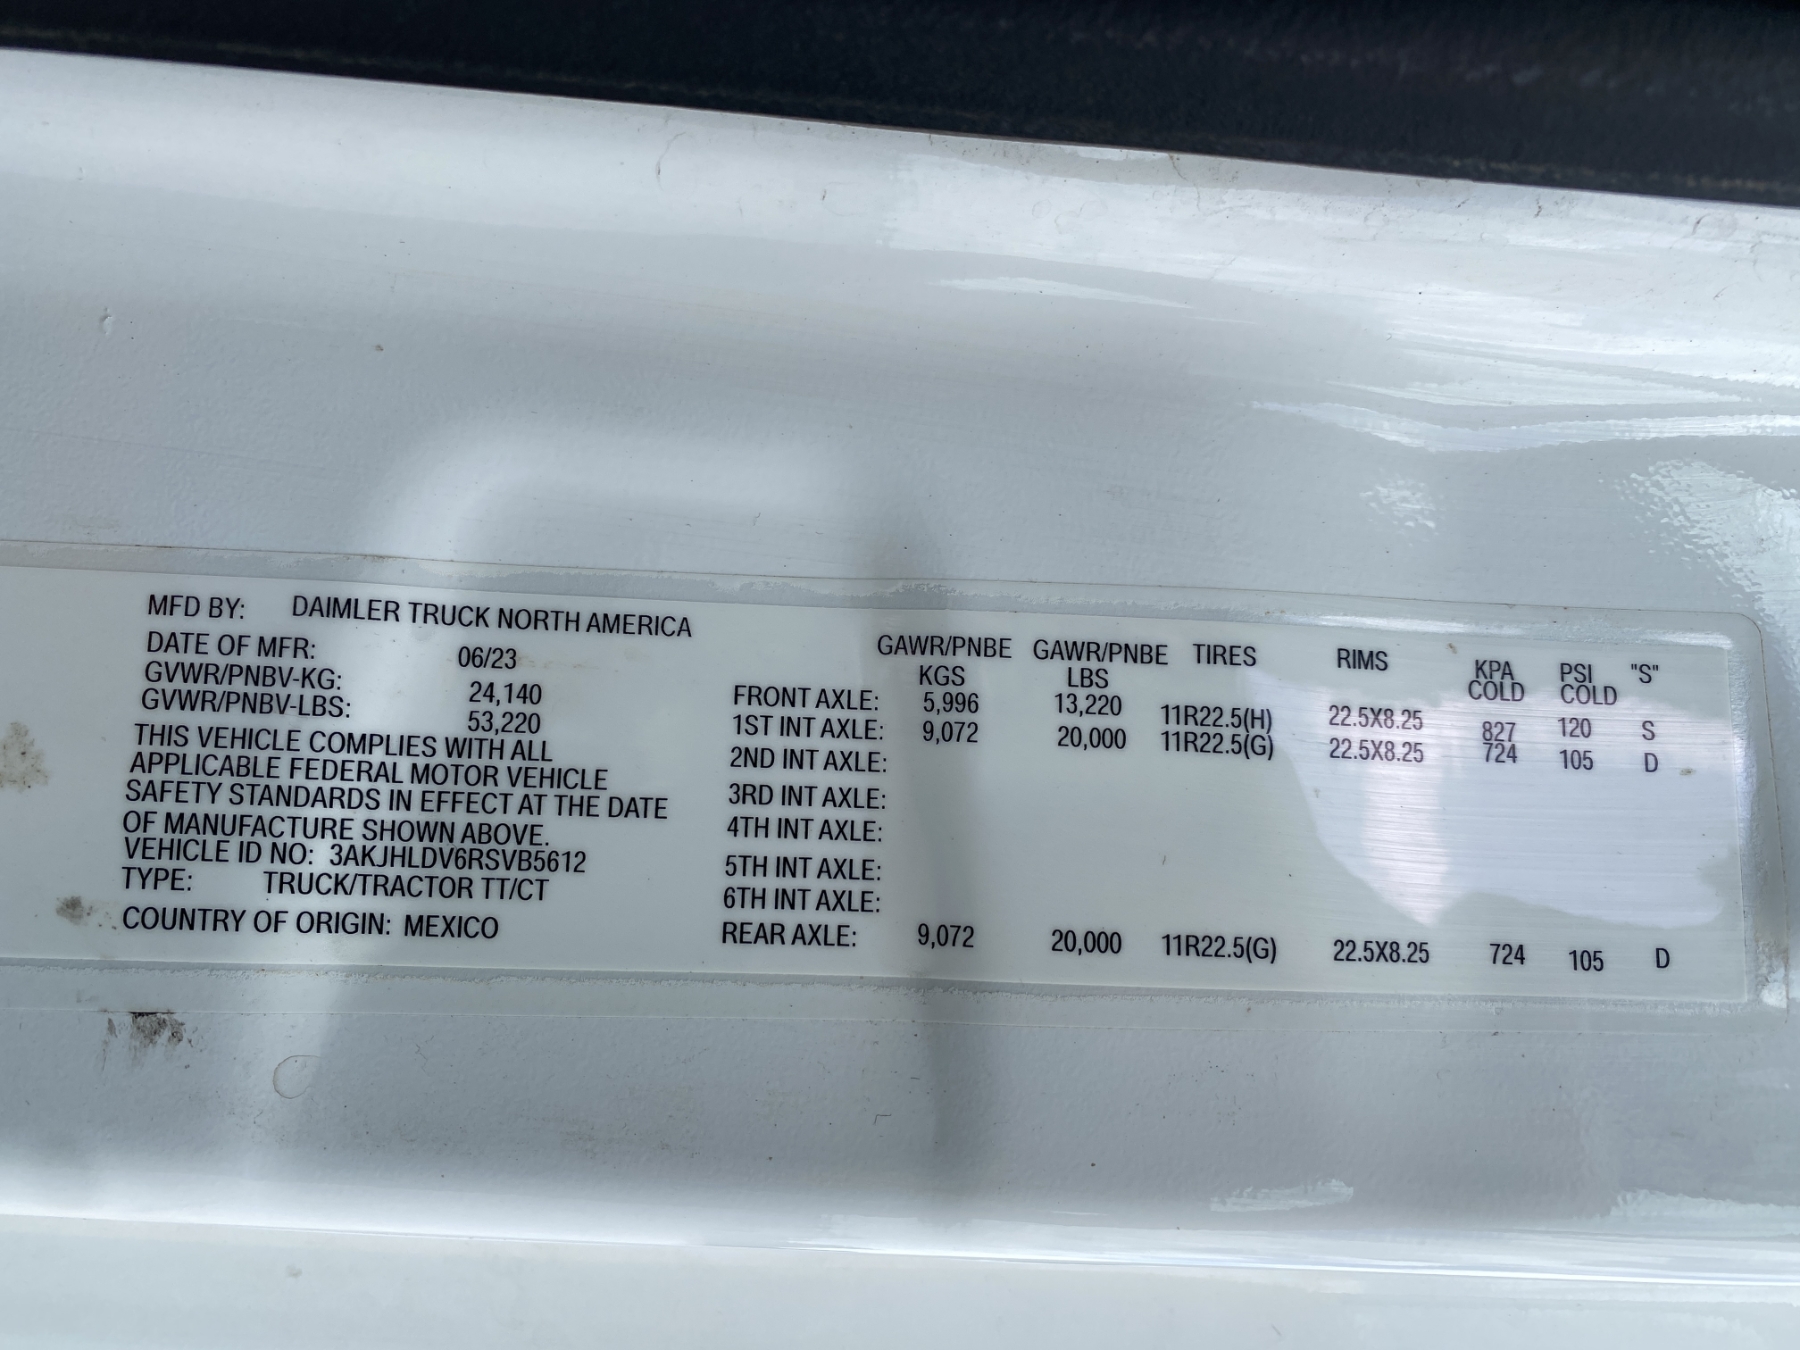 MFD BY: DAIMLER TRUCK NORTH AMERICA
DATE OF MFR: 06/23
GVWR/PNBV-KG: 24,140
GVWR/PNBV-LBS: 53,220
THIS VEHICLE COMPLIES WITH ALL
APPLICABLE FEDERAL MOTOR VEHICLE
SAFETY STANDARDS IN EFFECT AT THE DATE
OF MANUFACTURE SHOWN ABOVE.
VEHICLE ID NO: 3AKJHLDV6RSVB5612
TYPE: TRUCK/TRACTOR TT/CT
COUNTRY OF ORIGIN: MEXICO
GAWR/PNBE GAWR/PNBE TIRES RIMS KPA PSI "S"
KGS LBS COLD COLD
FRONT AXLE: 5,996 13,220 11R22.5(H) 22.5X8.25 827 120 S
1ST INT AXLE: 9,072 20,000 11R22.5(G) 22.5X8.25 724 105 D
2ND INT AXLE:
3RD INT AXLE:
4TH INT AXLE:
5TH INT AXLE:
6TH INT AXLE:
REAR AXLE: 9,072 20,000 11R22.5(G) 22.5X8.25 724 105 D